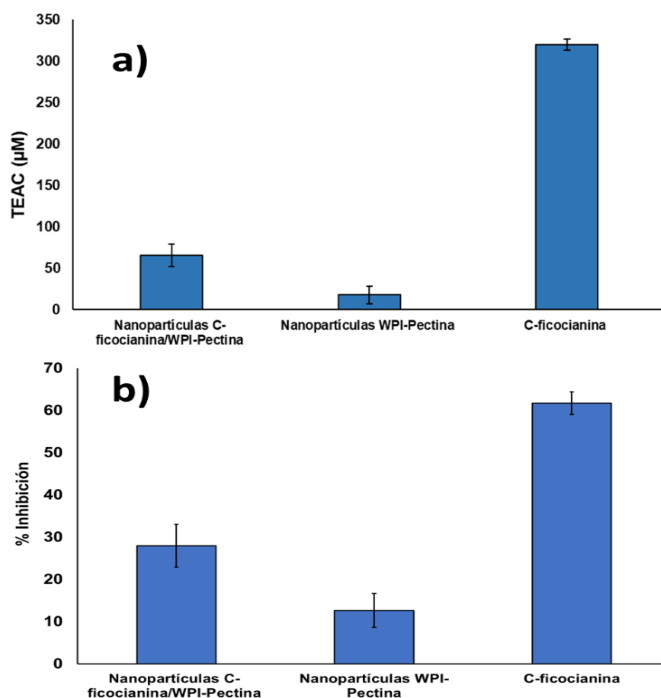 a)
TEAC (µM)
350
300
250
200
150
100
50
0
Nanopartículas C-
ficocianina/WPI-Pectina
Nanopartículas WPI-Pectina
C-ficocianina
b)
% Inhibición
70
60
50
40
30
20
10
0
Nanopartículas C-
ficocianina/WPI-Pectina
Nanopartículas WPI-
Pectina
C-ficocianina